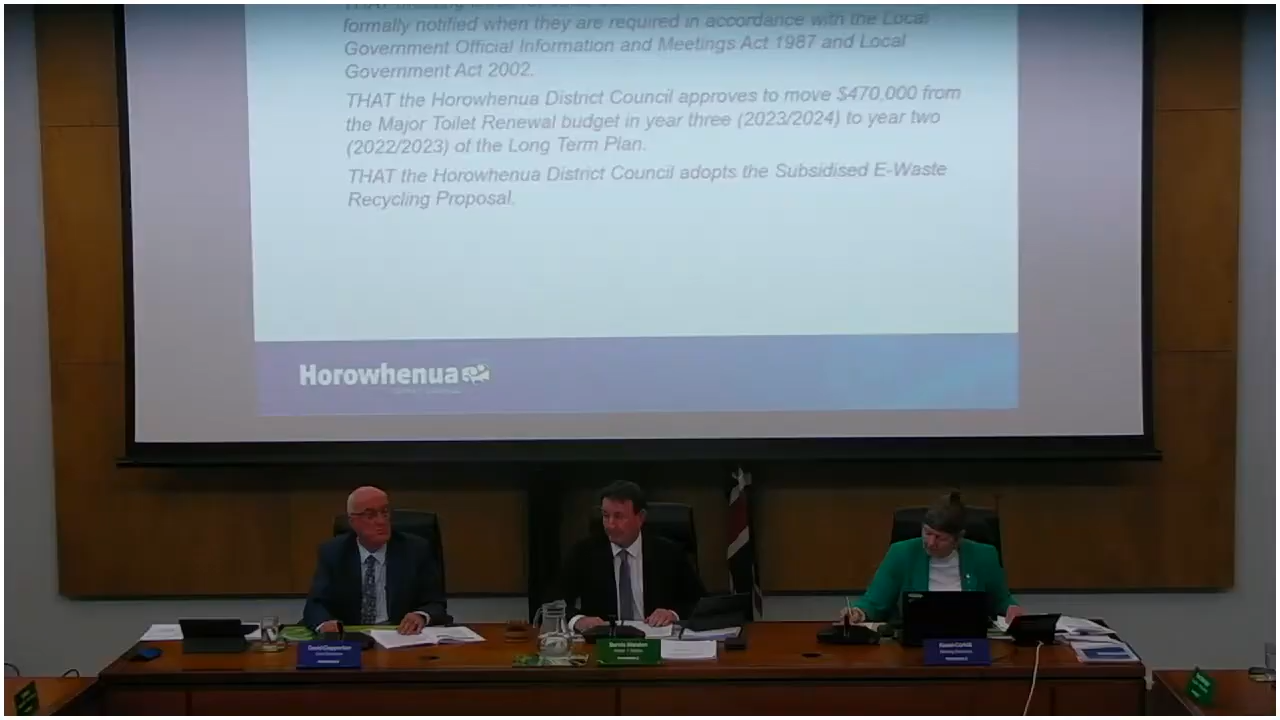 formally notified when they are required in accordance with the Local
Government Official Information and Meetings Act 1987 and Local
Government Act 2002.
THAT the Horowhenua District Council approves to move $470,000 from
the Major Toilet Renewal budget in year three (2023/2024) to year two
(2022/2023) of the Long Term Plan.
THAT the Horowhenua District Council adopts the Subsidised E-Waste
Recycling Proposal.
Horowhenua